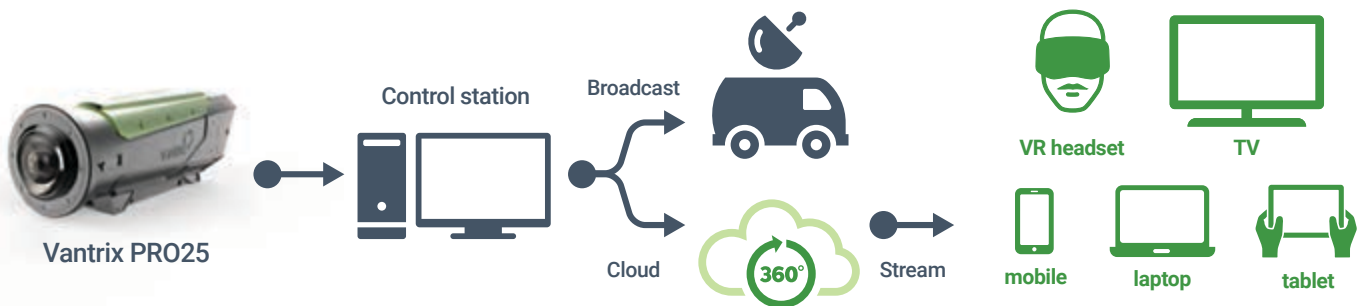 Control station
Broadcast
Vantrix PRO25
Cloud
360°
Stream
VR headset
TV
mobile
laptop
tablet